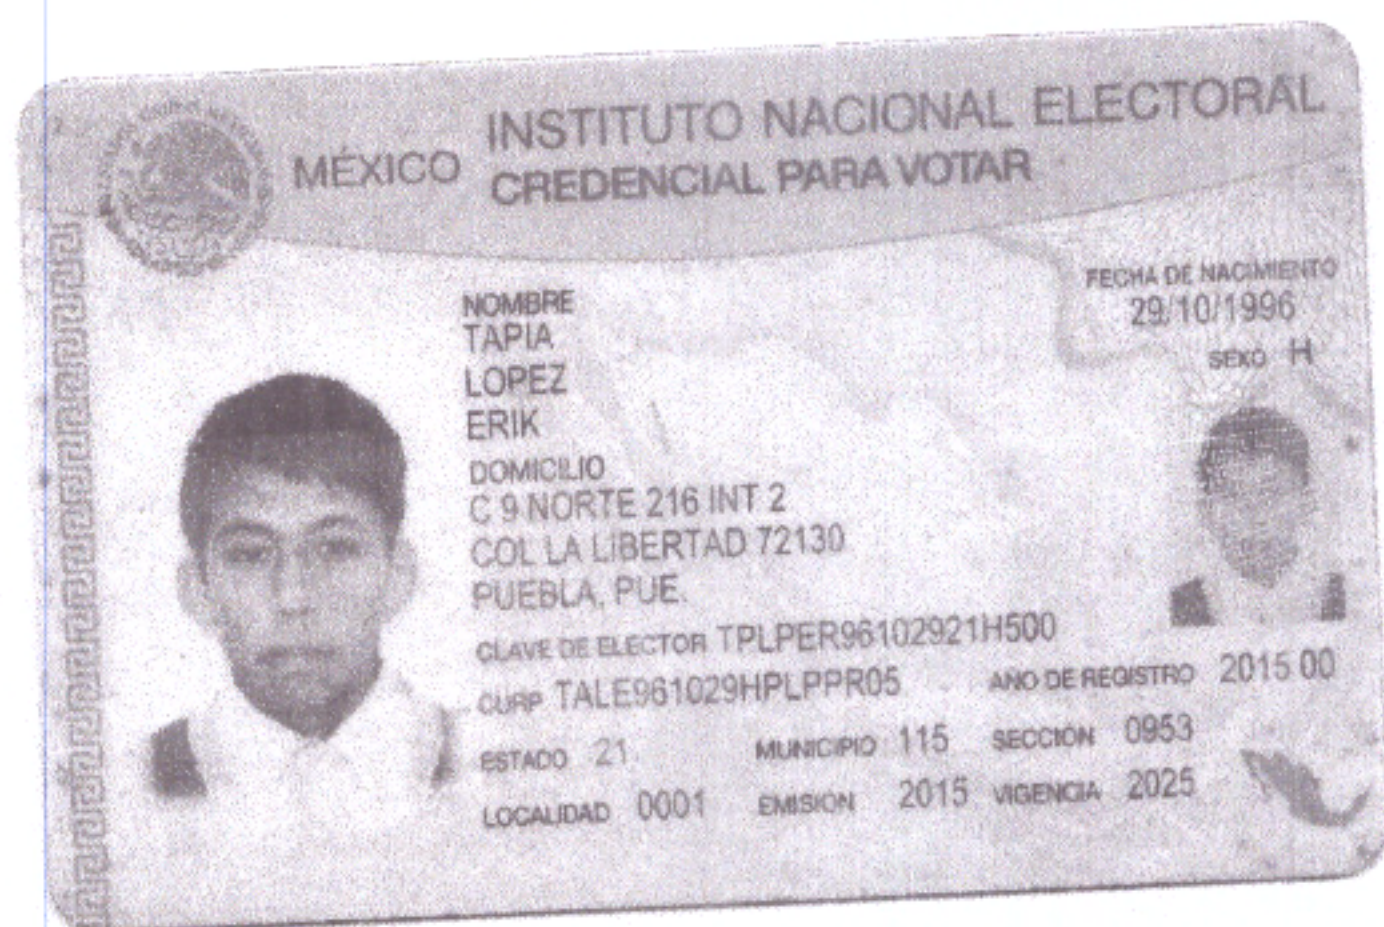 MÉXICO
INSTITUTO NACIONAL ELECTORAL
CREDENCIAL PARA VOTAR
NOMBRE
TAPIA
LOPEZ
ERIK
FECHA DE NACIMIENTO
29/10/1996
SEXO H
DOMICILIO
C 9 NORTE 216 INT 2
COL LA LIBERTAD 72130
PUEBLA, PUE.
CLAVE DE ELECTOR TPLPER96102921H500
CURP TALE961029HPLPPR05 AÑO DE REGISTRO 2015 00
ESTADO 21 MUNICIPIO 115 SECCIÓN 0953
LOCALIDAD 0001 EMISIÓN 2015 VIGENCIA 2025